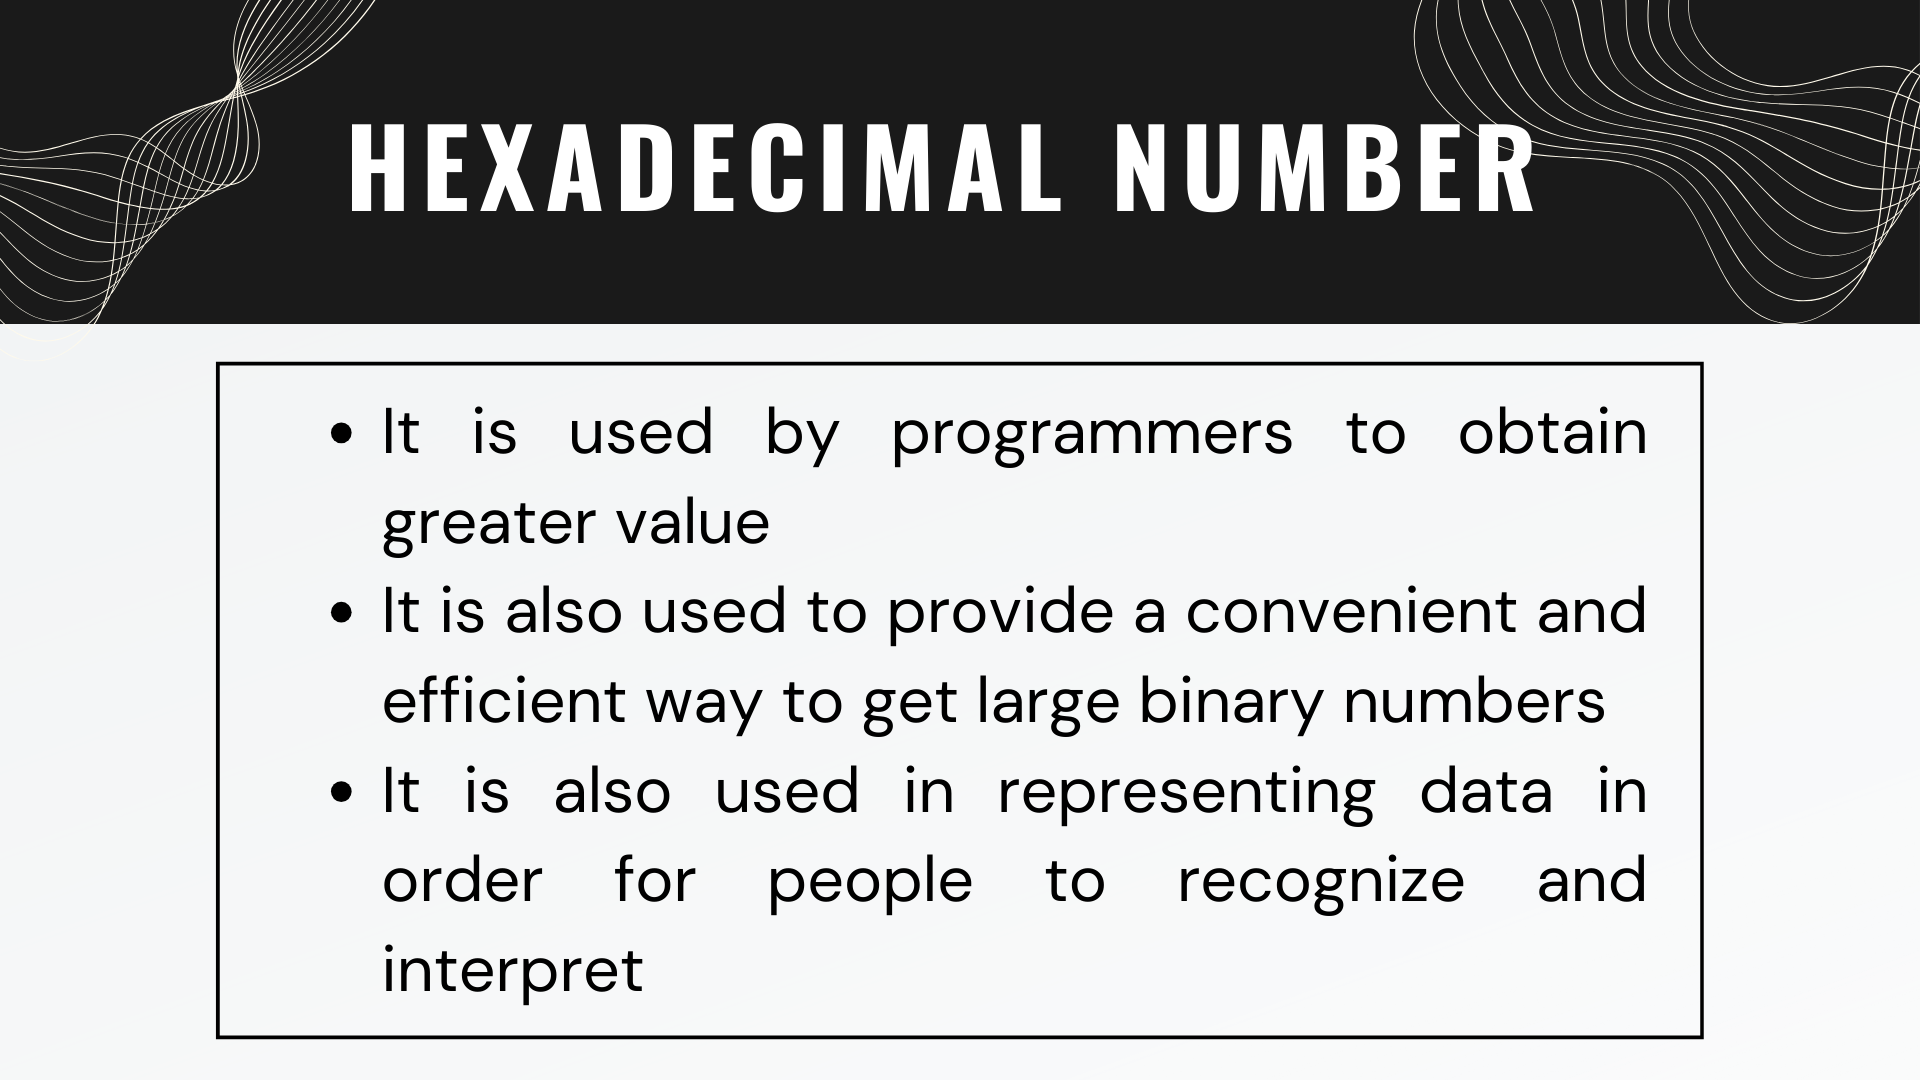 HEXADECIMAL NUMBER
• It is used by programmers to obtain
greater value
• It is also used to provide a convenient and
efficient way to get large binary numbers
• It is also used in representing data in
order for people to recognize and
interpret